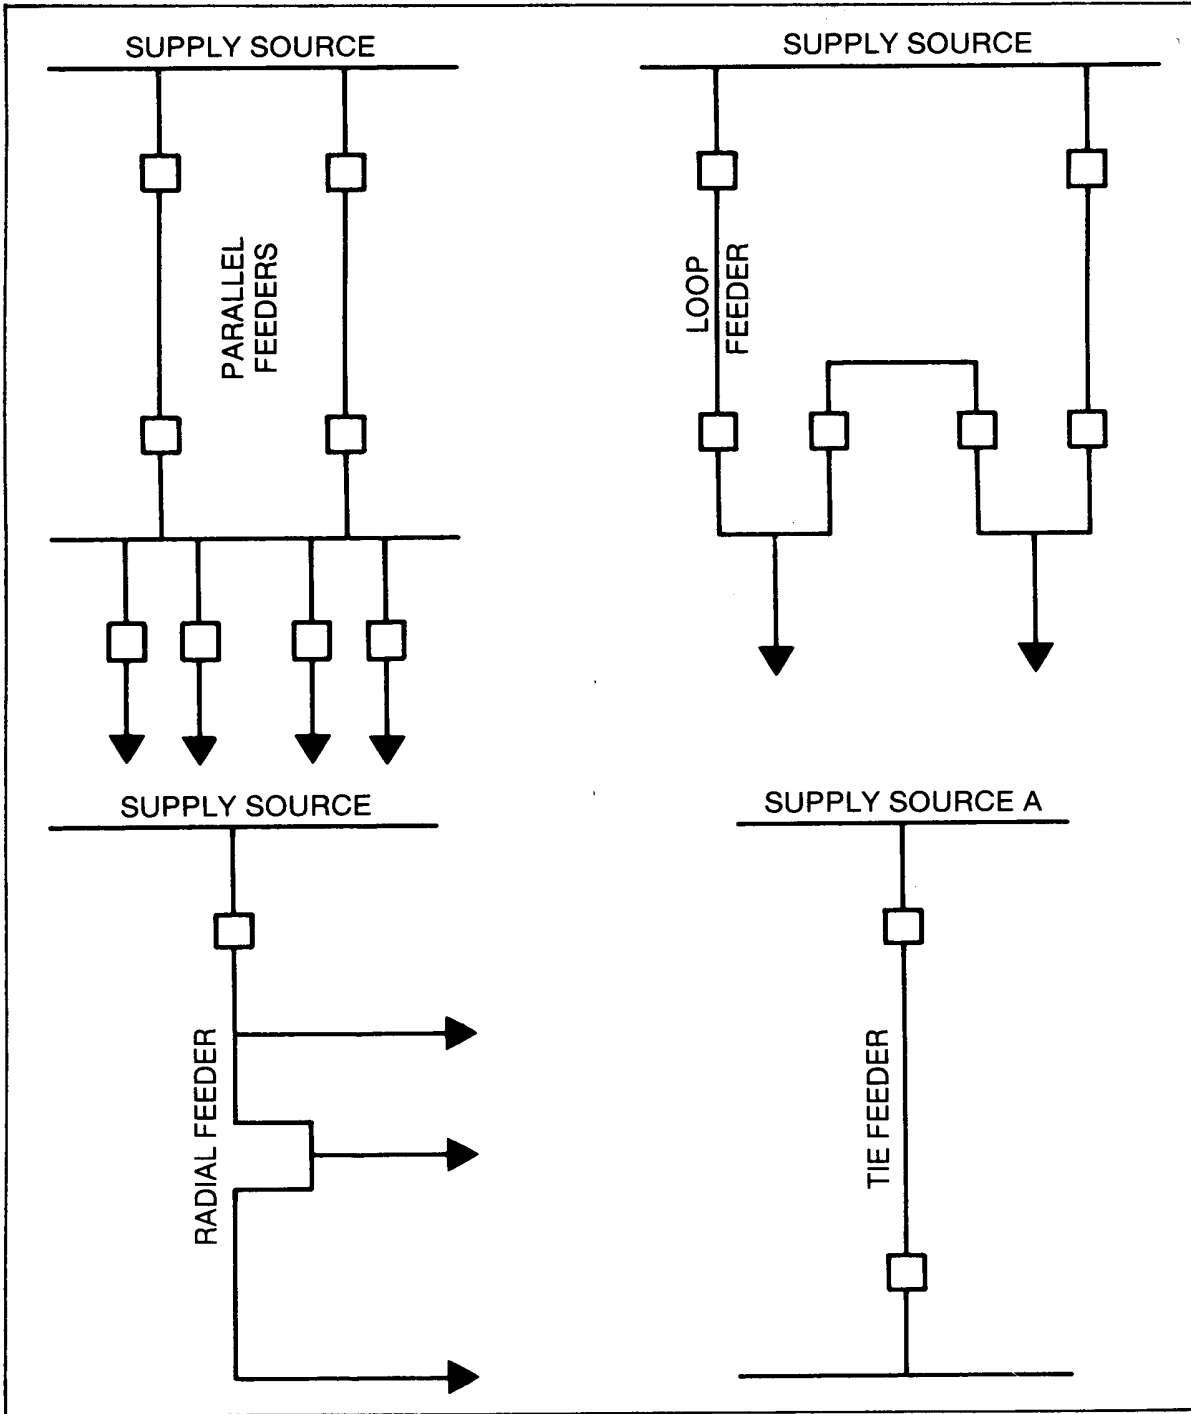 SUPPLY SOURCE
PARALLEL
FEEDERS
SUPPLY SOURCE
LOOP
FEEDER
SUPPLY SOURCE
RADIAL FEEDER
SUPPLY SOURCE A
TIE FEEDER